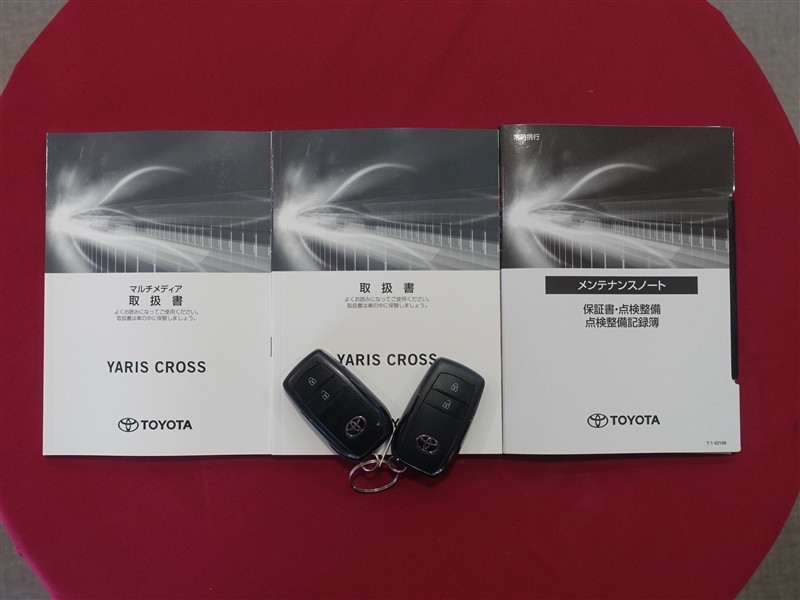 マルチメディア
取扱書
よくお読みになってご使用ください。
取扱書は車の中に保管しましょう。
YARIS CROSS
TOYOTA
取扱書
よくお読みになってご使用ください。
取扱書は車の中に保管しましょう。
YARIS CROSS
常時携行
メンテナンスノート
保証書・点検整備
点検整備記録簿
TOYOTA